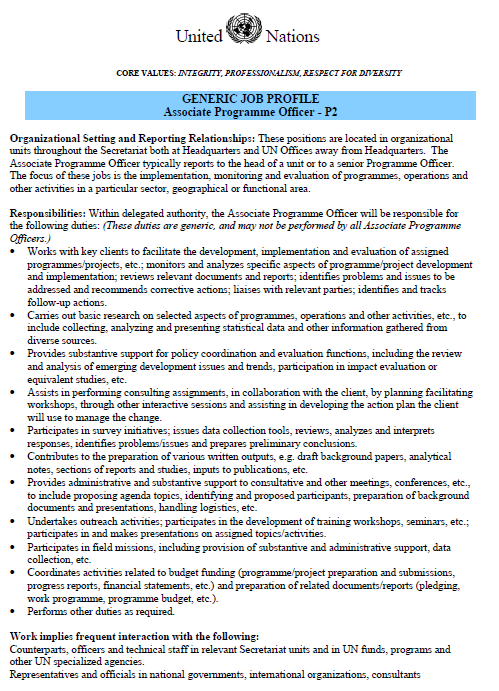 United Nations
CORE VALUES: INTEGRITY, PROFESSIONALISM, RESPECT FOR DIVERSITY
GENERIC JOB PROFILE
Associate Programme Officer - P2
Organizational Setting and Reporting Relationships: These positions are located in organizational
units throughout the Secretariat both at Headquarters and UN Offices away from Headquarters. The
Associate Programme Officer typically reports to the head of a unit or to a senior Programme Officer.
The focus of these jobs is the implementation, monitoring and evaluation of programmes, operations and
other activities in a particular sector, geographical or functional area.
Responsibilities: Within delegated authority, the Associate Programme Officer will be responsible for
the following duties: (These duties are generic, and may not be performed by all Associate Programme
Officers.)
• Works with key clients to facilitate the development, implementation and evaluation of assigned
programmes/projects, etc.; monitors and analyzes specific aspects of programme/project development
and implementation; reviews relevant documents and reports; identifies problems and issues to be
addressed and recommends corrective actions; liaises with relevant parties; identifies and tracks
follow-up actions.
• Carries out basic research on selected aspects of programmes, operations and other activities, etc., to
include collecting, analyzing and presenting statistical data and other information gathered from
diverse sources.
• Provides substantive support for policy coordination and evaluation functions, including the review
and analysis of emerging development issues and trends, participation in impact evaluation or
equivalent studies, etc.
• Assists in performing consulting assignments, in collaboration with the client, by planning facilitating
workshops, through other interactive sessions and assisting in developing the action plan the client
will use to manage the change.
• Participates in survey initiatives; issues data collection tools, reviews, analyzes and interprets
responses, identifies problems/issues and prepares preliminary conclusions.
• Contributes to the preparation of various written outputs, e.g. draft background papers, analytical
notes, sections of reports and studies, inputs to publications, etc.
• Provides administrative and substantive support to consultative and other meetings, conferences, etc.,
to include proposing agenda topics, identifying and proposed participants, preparation of background
documents and presentations, handling logistics, etc.
• Undertakes outreach activities; participates in the development of training workshops, seminars, etc.;
participates in and makes presentations on assigned topics/activities.
• Participates in field missions, including provision of substantive and administrative support, data
collection, etc.
• Coordinates activities related to budget funding (programme/project preparation and submissions,
progress reports, financial statements, etc.) and preparation of related documents/reports (pledging,
work programme, programme budget, etc.).
• Performs other duties as required.
Work implies frequent interaction with the following:
Counterparts, officers and technical staff in relevant Secretariat units and in UN funds, programs and
other UN specialized agencies.
Representatives and officials in national governments, international organizations, consultants